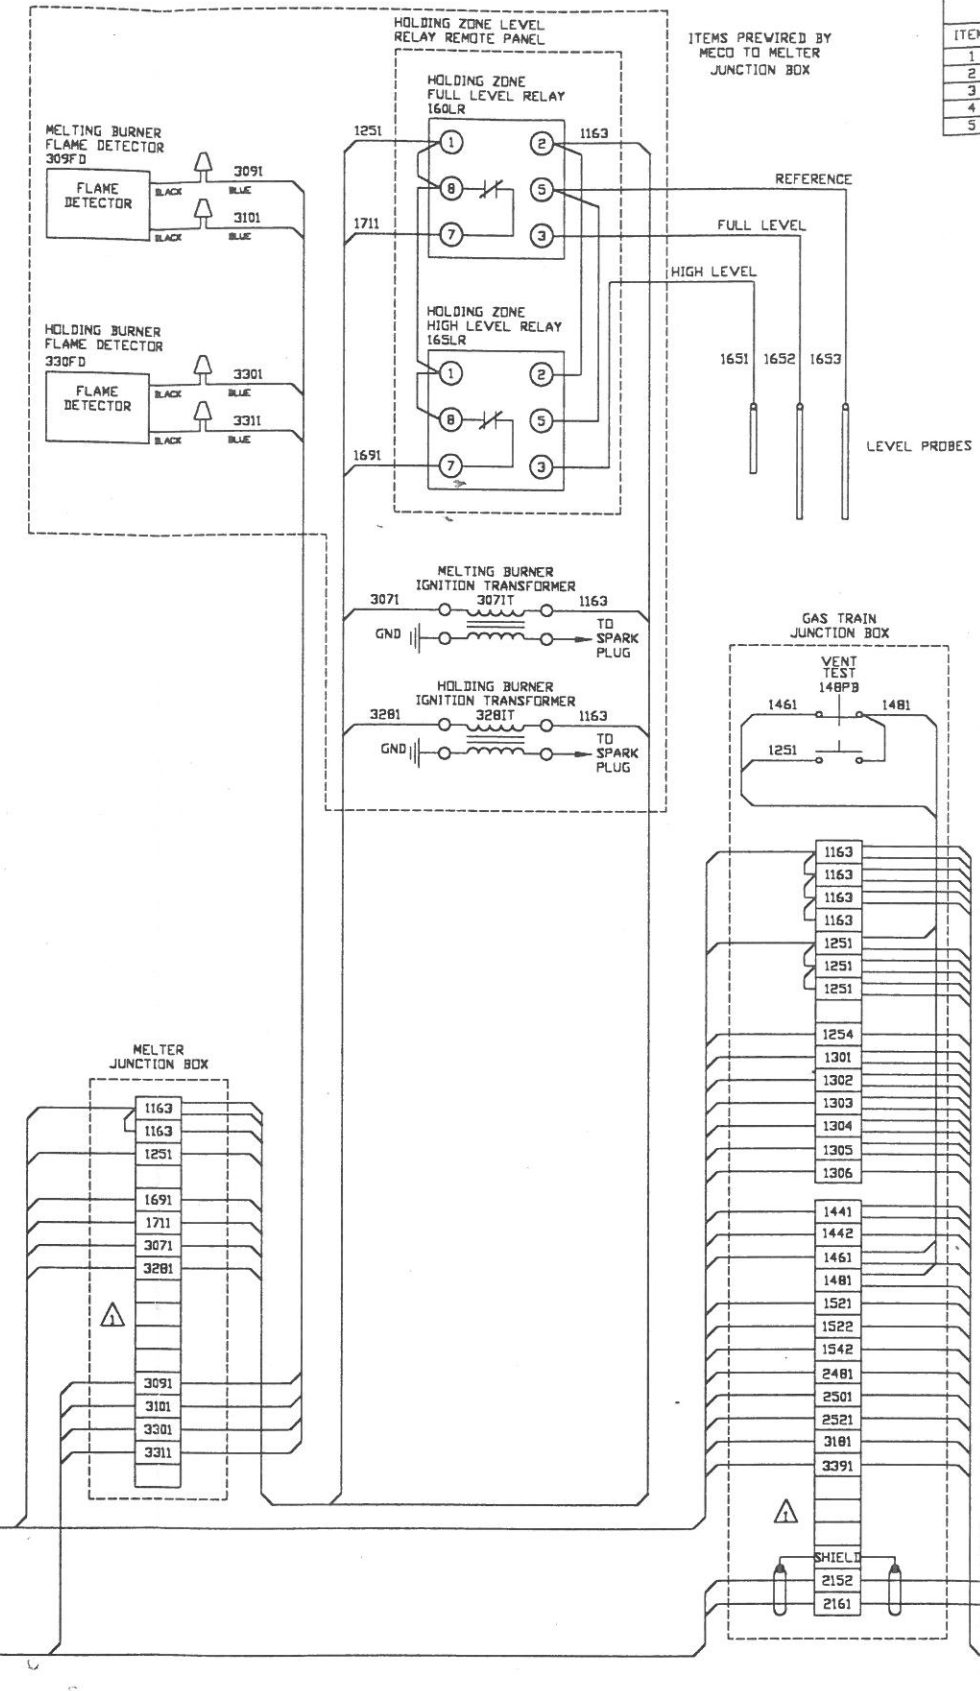 HOLDING ZONE LEVEL
RELAY REMOTE PANEL
ITEMS PREWIRED BY
MECO TO MELTER
JUNCTION BOX
1
2
3
4
5
HOLDING ZONE
FULL LEVEL RELAY
160LR
1251
1
2
1163
8
5
REFERENCE
1711
7
3
FULL LEVEL
HIGH LEVEL
MELTING BURNER
FLAME DETECTOR
309FD
FLAME
DETECTOR
BLACK
3091
BLUE
BLACK
3101
BLUE
HOLDING BURNER
FLAME DETECTOR
330FD
FLAME
DETECTOR
BLACK
3301
BLUE
BLACK
3311
BLUE
HOLDING ZONE
HIGH LEVEL RELAY
165LR
1
2
8
5
1691
7
3
1651
1652
1653
LEVEL PROBES
MELTING BURNER
IGNITION TRANSFORMER
3071
307IT
1163
GND
TO
SPARK
PLUG
HOLDING BURNER
IGNITION TRANSFORMER
3281
328IT
1163
GND
TO
SPARK
PLUG
GAS TRAIN
JUNCTION BOX
VENT
TEST
148PB
1461
1481
1251
1163
1163
1163
1163
1251
1251
1251
1254
1301
1302
1303
1304
1305
1306
1441
1442
1461
1481
1521
1522
1542
2481
2501
2521
3181
3391
1
SHIELD
2152
2161
MELTER
JUNCTION BOX
1163
1163
1251
1691
1711
3071
3281
1
3091
3101
3301
3311